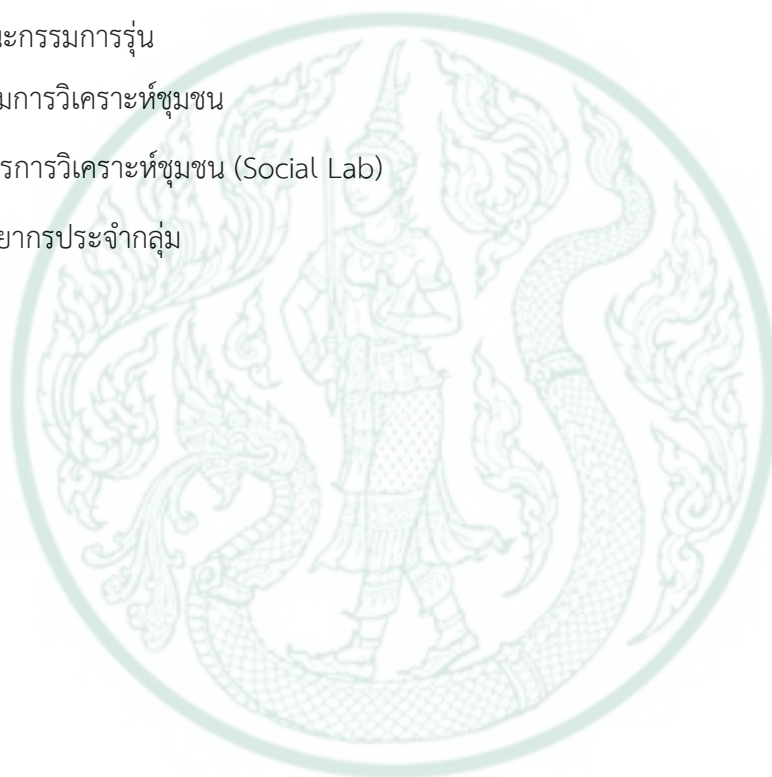 นะกรรมการรุ่น
มการวิเคราะห์ชุมชน
รการวิเคราะห์ชุมชน (Social Lab)
ยากรประจำกลุ่ม